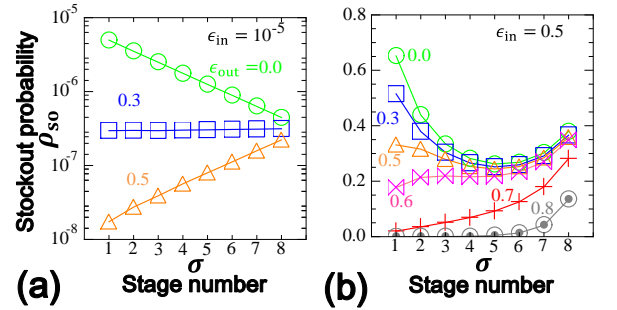 Stockout probability
ρso
10-5
10-6
10-7
10-8
ϵin = 10-5
ϵout=0.0
0.3
0.5
1 2 3 4 5 6 7 8
σ
Stage number
(a)
0.8
0.6
0.4
0.2
0.0
ϵin = 0.5
0.0
0.3
0.5
0.6
0.7
0.8
1 2 3 4 5 6 7 8
σ
Stage number
(b)